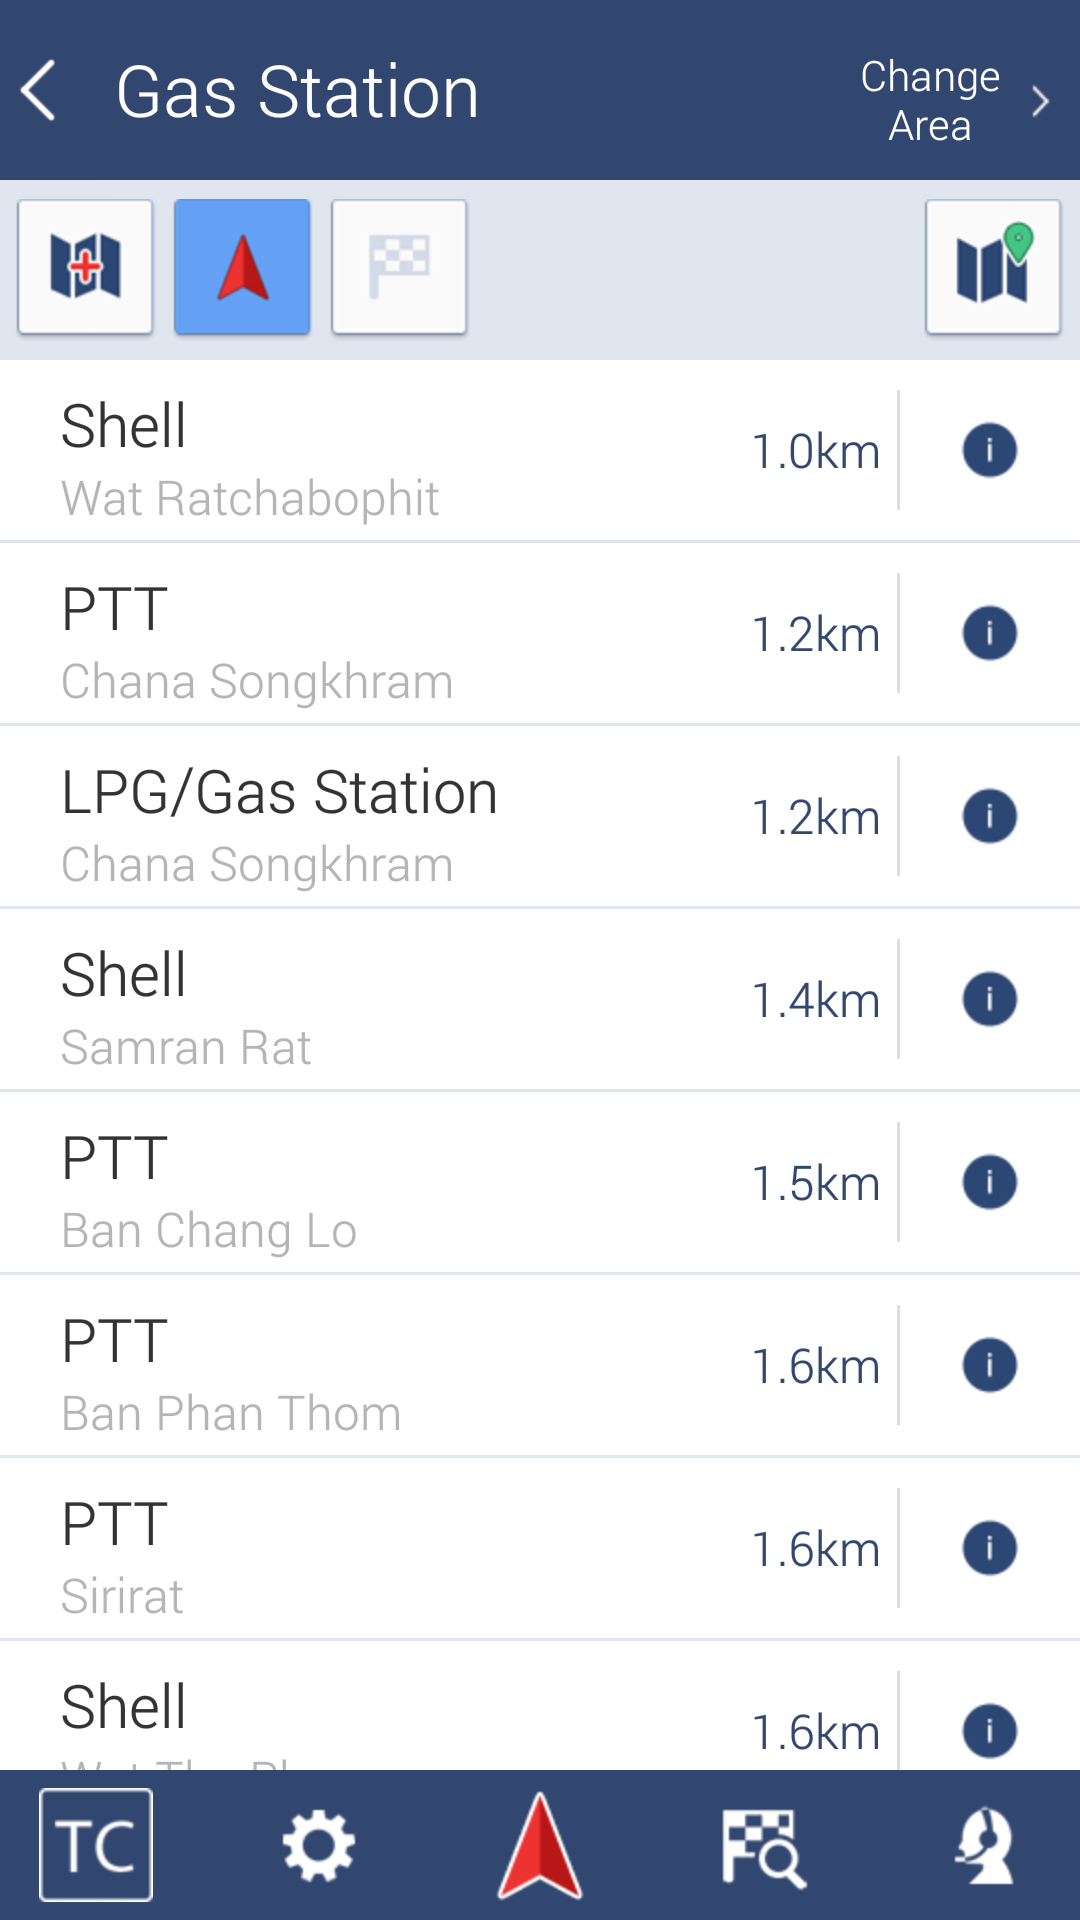 Gas Station
Change
Area
Shell
1.0km
Wat Ratchabophit
PTT
1.2km
Chana Songkhram
LPG/Gas Station
1.2km
Chana Songkhram
Shell
1.4km
Samran Rat
PTT
1.5km
Ban Chang Lo
PTT
1.6km
Ban Phan Thom
PTT
1.6km
Sirirat
Shell
1.6km
TC